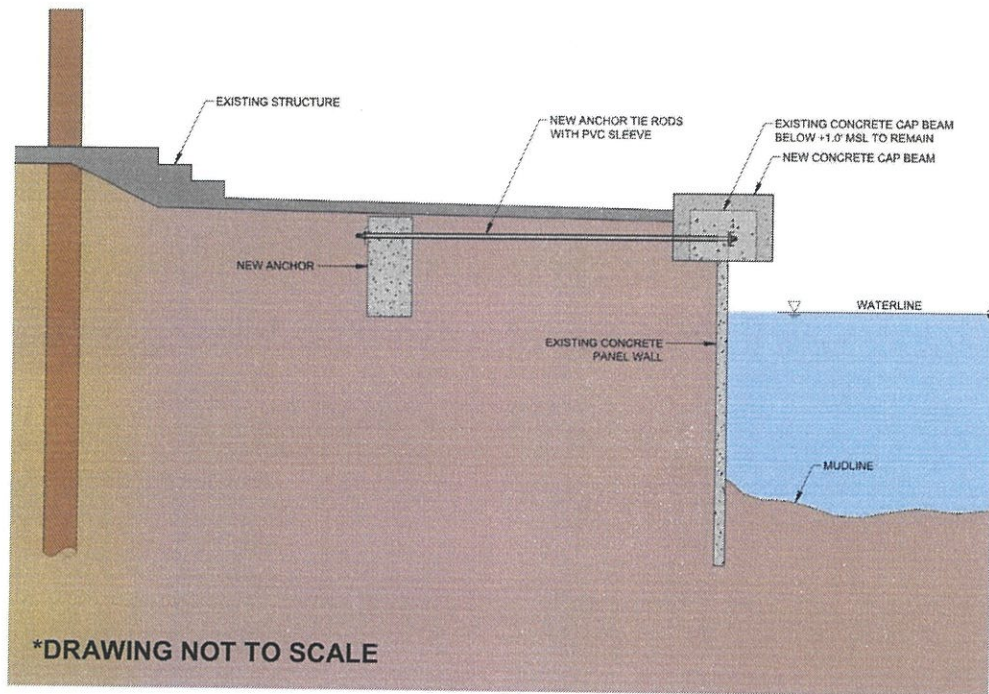 EXISTING STRUCTURE
NEW ANCHOR TIE RODS
WITH PVC SLEEVE
EXISTING CONCRETE CAP BEAM
BELOW +1.0' MSL TO REMAIN
NEW CONCRETE CAP BEAM
NEW ANCHOR
WATERLINE
EXISTING CONCRETE
PANEL WALL
MUDLINE
*DRAWING NOT TO SCALE